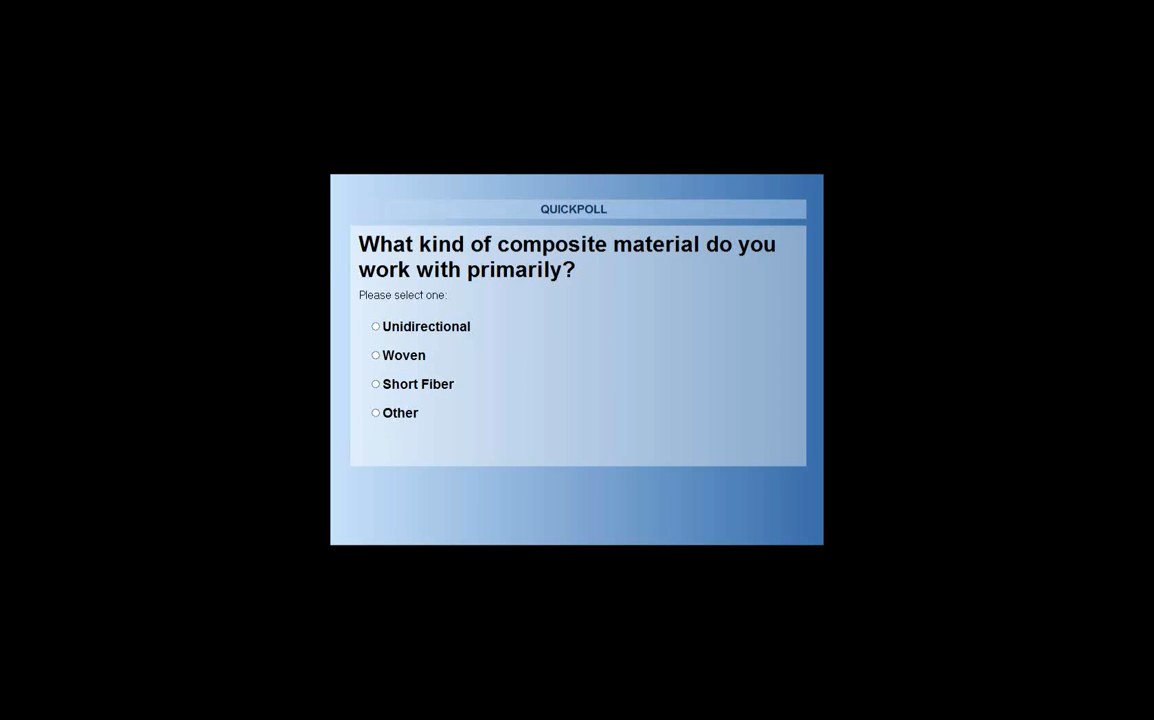 QUICKPOLL
What kind of composite material do you
work with primarily?
Please select one:
Unidirectional
Woven
Short Fiber
Other